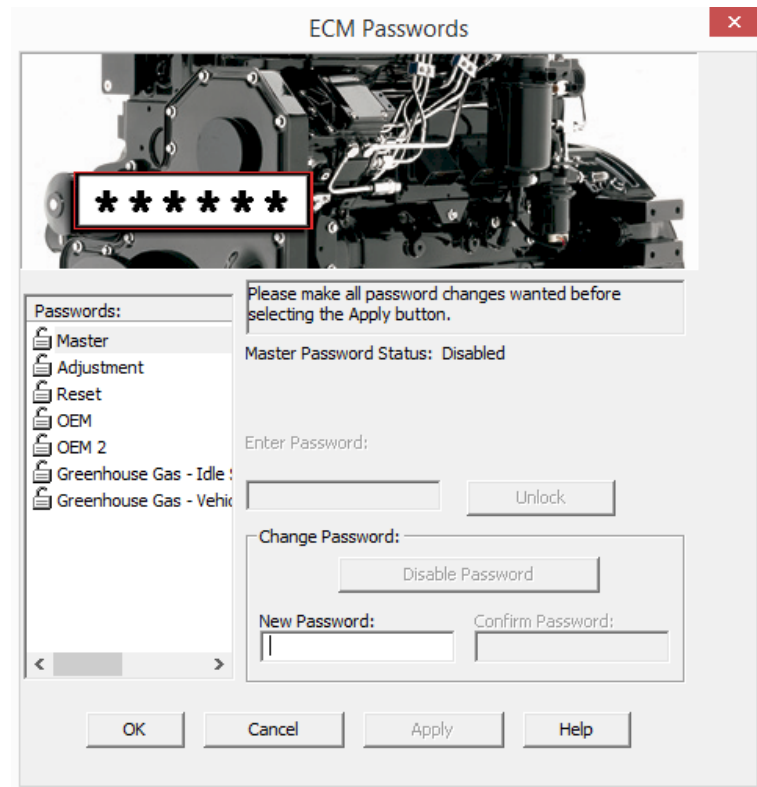 ECM Passwords
******
Passwords:
Master
Adjustment
Reset
OEM
OEM 2
Greenhouse Gas - Idle
Greenhouse Gas - Vehic
Please make all password changes wanted before
selecting the Apply button.
Master Password Status: Disabled
Enter Password:
Unlock
Change Password:
Disable Password
New Password:
Confirm Password:
OK
Cancel
Apply
Help